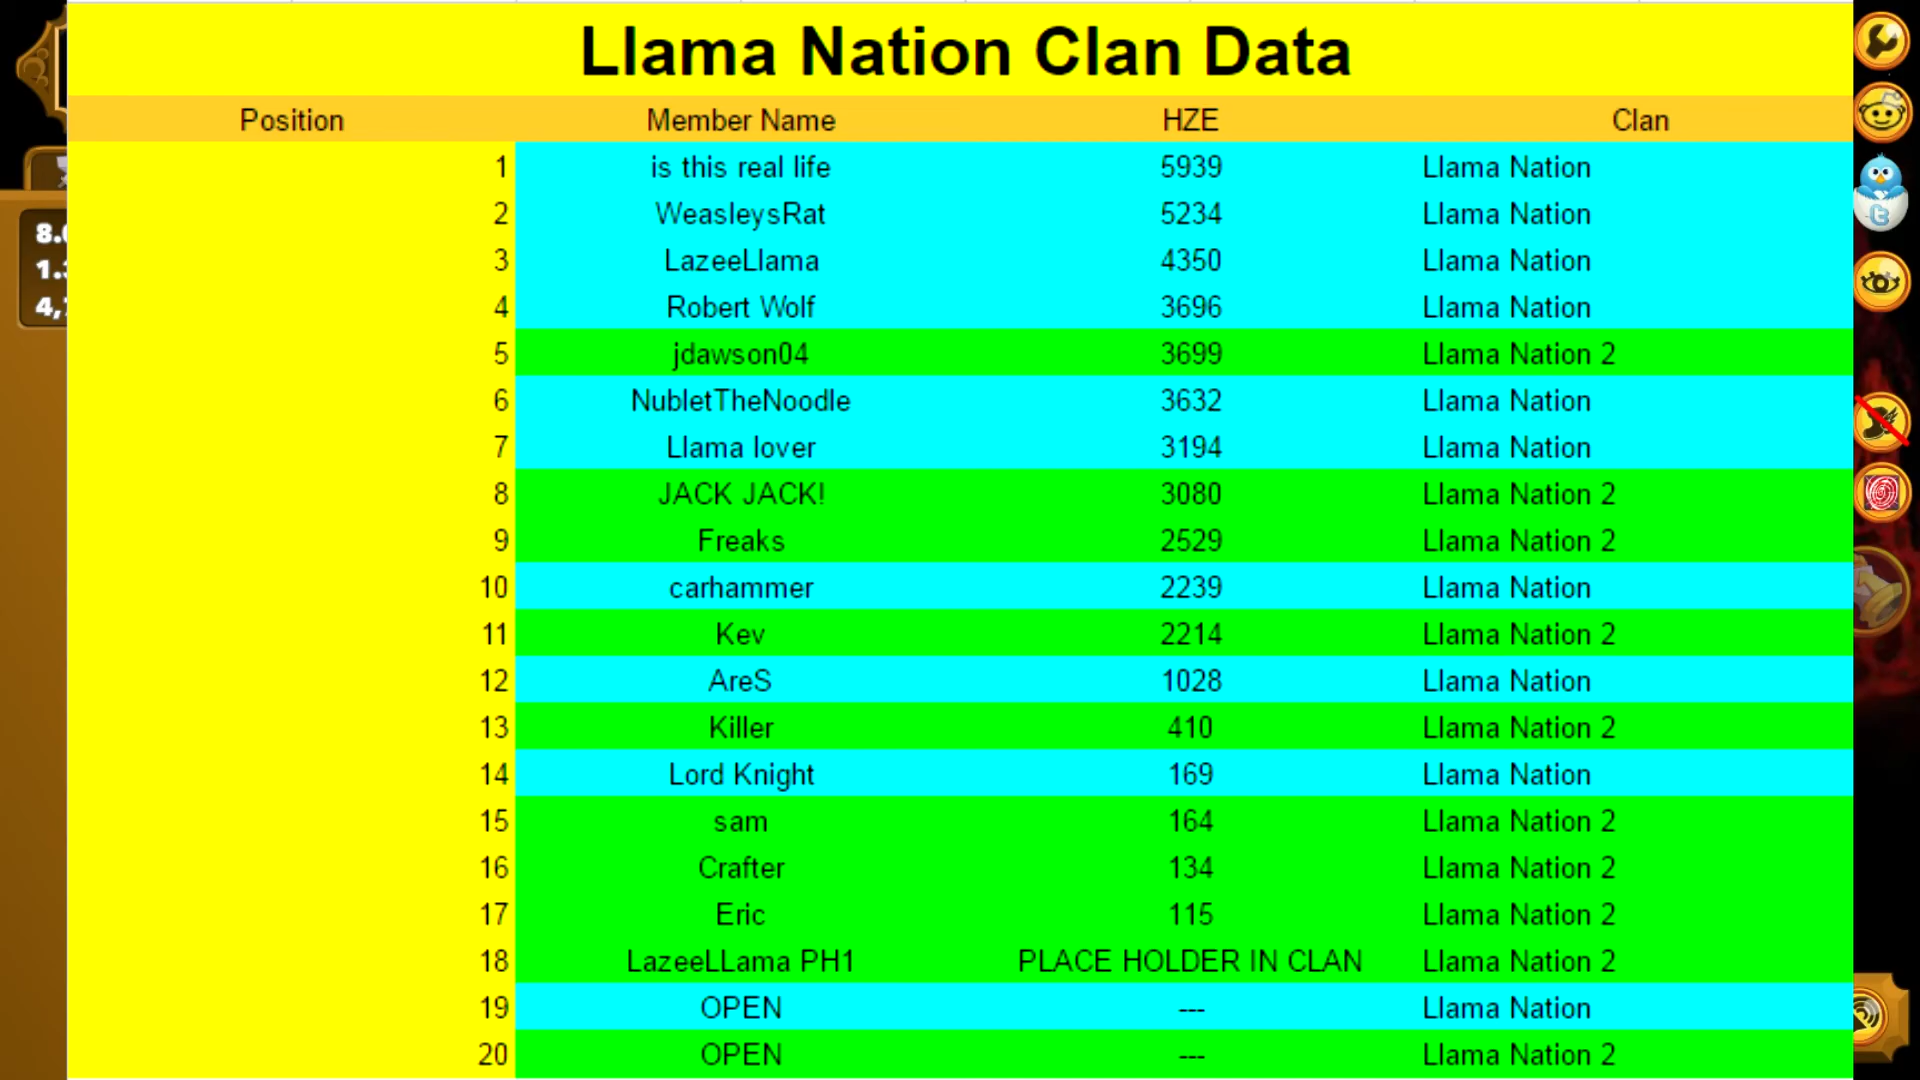 Llama Nation Clan Data
Position Member Name HZE Clan
1 is this real life 5939 Llama Nation
2 WeasleysRat 5234 Llama Nation
3 LazeeLlama 4350 Llama Nation
4 Robert Wolf 3696 Llama Nation
5 jdawson04 3699 Llama Nation 2
6 NubletTheNoodle 3632 Llama Nation
7 Llama lover 3194 Llama Nation
8 JACK JACK! 3080 Llama Nation 2
9 Freaks 2529 Llama Nation 2
10 carhammer 2239 Llama Nation
11 Kev 2214 Llama Nation 2
12 AreS 1028 Llama Nation
13 Killer 410 Llama Nation 2
14 Lord Knight 169 Llama Nation
15 sam 164 Llama Nation 2
16 Crafter 134 Llama Nation 2
17 Eric 115 Llama Nation 2
18 LazeeLLama PH1 PLACE HOLDER IN CLAN Llama Nation 2
19 OPEN --- Llama Nation
20 OPEN --- Llama Nation 2